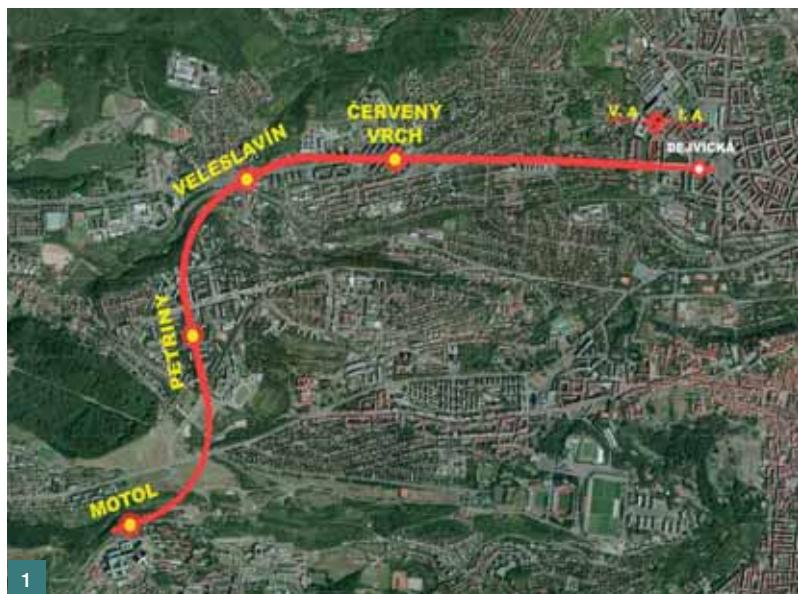 ČERVENÝ
VRCH
V. A
I. A
DEJVICKÁ
VELESLAVÍN
PETŘINY
MOTOL
1